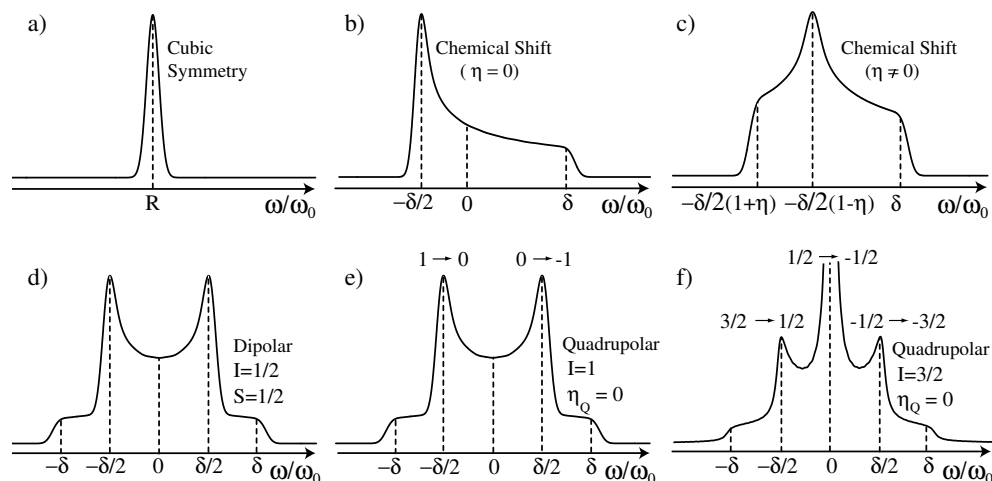 a)
Cubic
Symmetry
R
ω/ω₀
b)
Chemical Shift
( η = 0)
−δ/2
0
δ
ω/ω₀
c)
Chemical Shift
(η ≠ 0)
−δ/2(1+η)
−δ/2(1-η)
δ
ω/ω₀
d)
Dipolar
I=1/2
S=1/2
−δ
−δ/2
0
δ/2
δ
ω/ω₀
e)
1 → 0
0 → -1
Quadrupolar
I=1
η_Q = 0
−δ
−δ/2
0
δ/2
δ
ω/ω₀
f)
1/2 → -1/2
3/2 → 1/2
-1/2 → -3/2
Quadrupolar
I=3/2
η_Q = 0
−δ
−δ/2
0
δ/2
δ
ω/ω₀